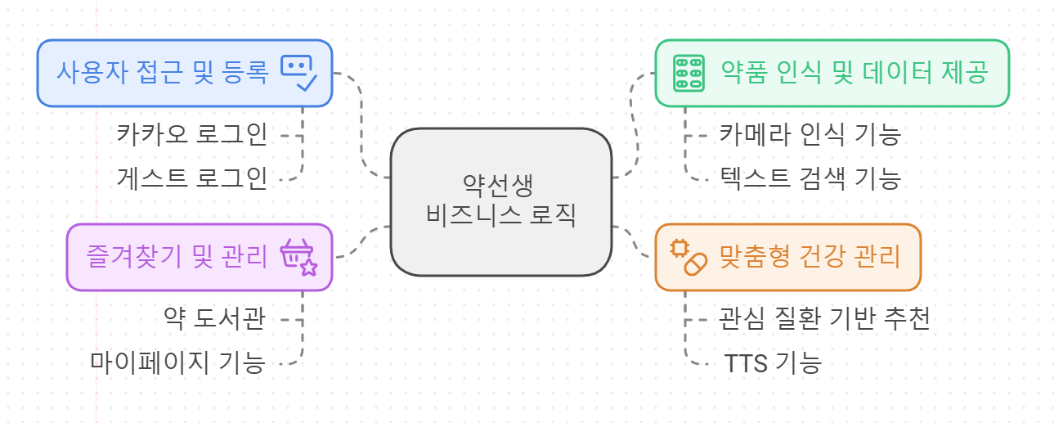 사용자 접근 및 등록
카카오 로그인
게스트 로그인
즐겨찾기 및 관리
약 도서관
마이페이지 기능
약선생
비즈니스 로직
약품 인식 및 데이터 제공
카메라 인식 기능
텍스트 검색 기능
맞춤형 건강 관리
관심 질환 기반 추천
TTS 기능